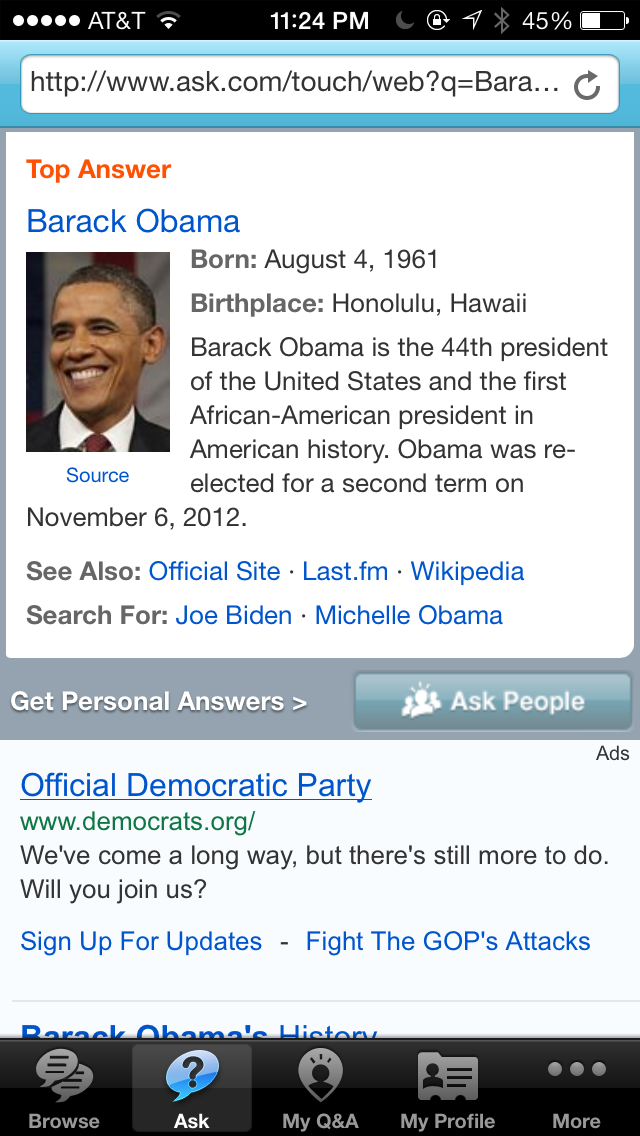 AT&T 11:24 PM 45%
http://www.ask.com/touch/web?q=Bara...
Top Answer
Barack Obama
Born: August 4, 1961
Birthplace: Honolulu, Hawaii
Barack Obama is the 44th president
of the United States and the first
African-American president in
American history. Obama was re-
elected for a second term on
Source
November 6, 2012.
See Also: Official Site · Last.fm · Wikipedia
Search For: Joe Biden · Michelle Obama
Get Personal Answers >
Ask People
Ads
Official Democratic Party
www.democrats.org/
We've come a long way, but there's still more to do.
Will you join us?
Sign Up For Updates - Fight The GOP's Attacks
Barack Obama's History
Browse Ask My Q&A My Profile More